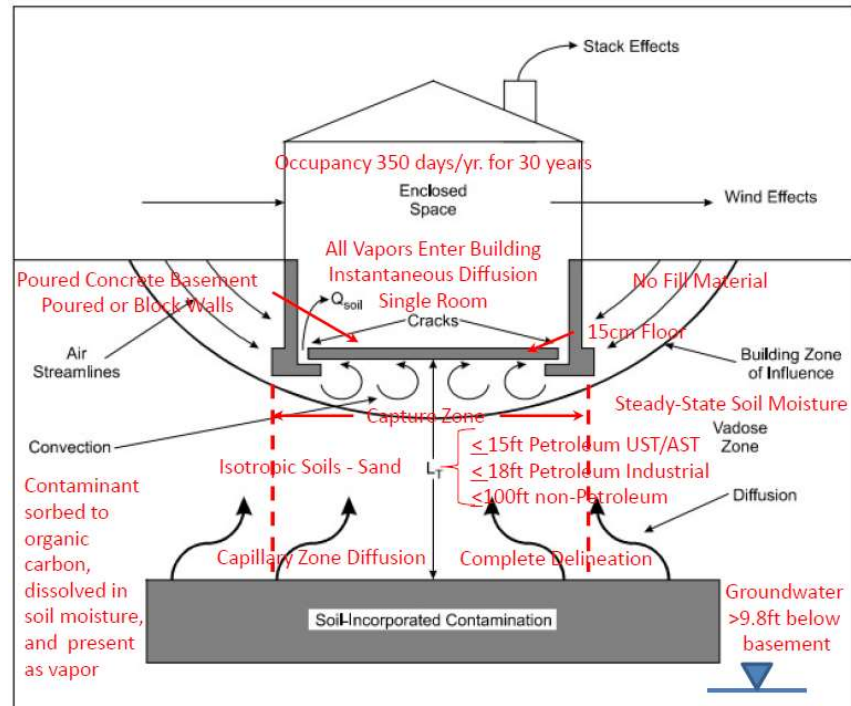 Stack Effects
Occupancy 350 days/yr. for 30 years
Enclosed
Space
Wind Effects
All Vapors Enter Building
Instantaneous Diffusion
Single Room
Poured Concrete Basement
Poured or Block Walls
Qsoil
Cracks
No Fill Material
15cm Floor
Air
Streamlines
Building Zone
of Influence
Capture Zone
Steady-State Soil Moisture
Vadose
Zone
Convection
Isotropic Soils - Sand
LT
<15ft Petroleum UST/AST
<18ft Petroleum Industrial
<100ft non-Petroleum
Diffusion
Contaminant
sorbed to
organic
carbon,
dissolved in
soil moisture,
and present
as vapor
Capillary Zone Diffusion
Complete Delineation
Soil-Incorporated Contamination
Groundwater
>9.8ft below
basement